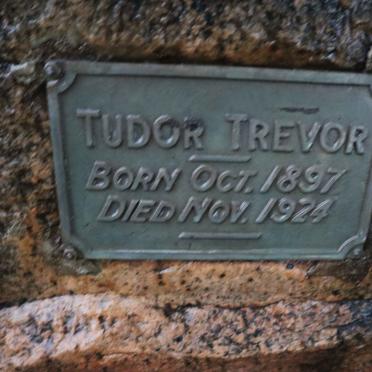 TUDOR TREVOR
BORN OCT. 1897
DIED NOV. 1924